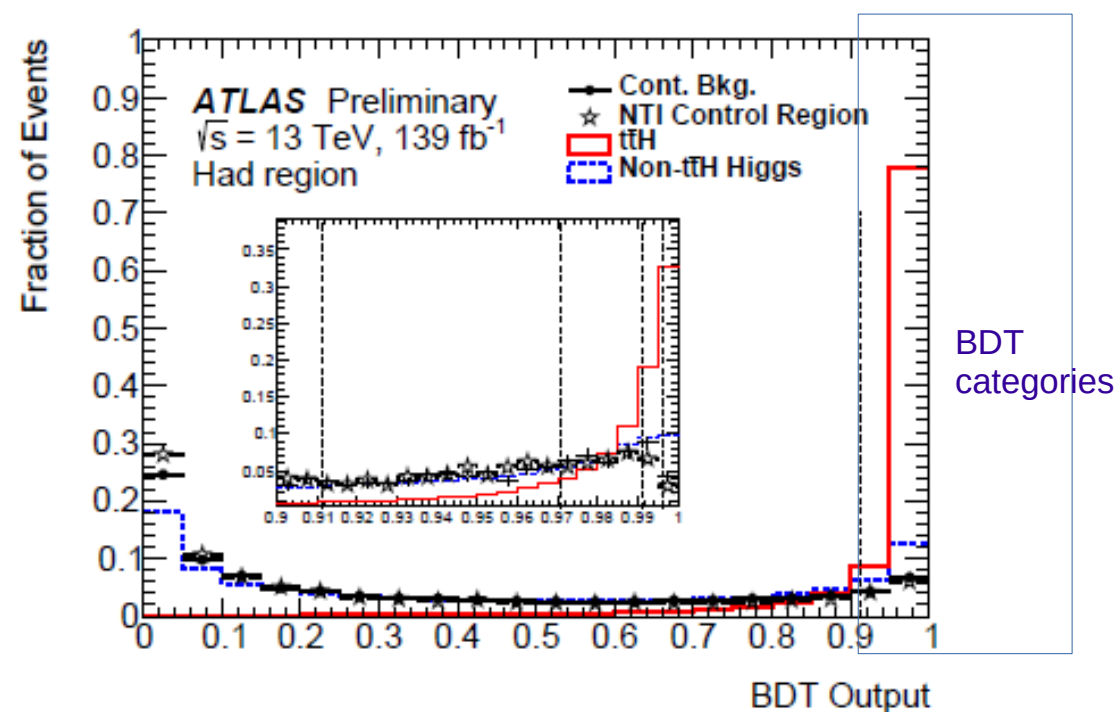 Fraction of Events
1
0.9
0.8
0.7
0.6
0.5
0.4
0.3
0.2
0.1
0
ATLAS Preliminary
√s = 13 TeV, 139 fb⁻¹
Had region
Cont. Bkg.
NTI Control Region
tt̄H
Non-tt̄H Higgs
0.35
0.3
0.25
0.2
0.15
0.1
0.05
0.9 0.91 0.92 0.93 0.94 0.95 0.96 0.97 0.98 0.99 1
BDT
categories
0 0.1 0.2 0.3 0.4 0.5 0.6 0.7 0.8 0.9 1
BDT Output